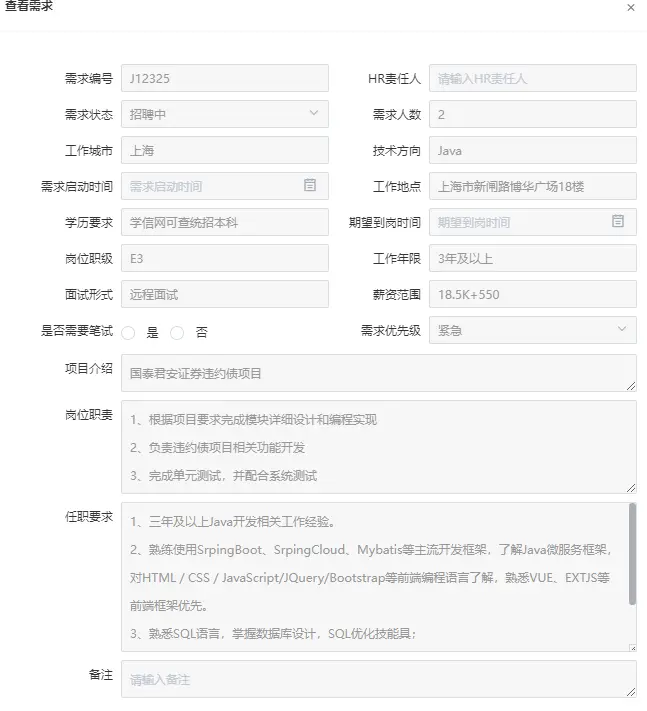 查看需求
需求编号 J12325 HR责任人 请输入HR责任人
需求状态 招聘中 需求人数 2
工作城市 上海 技术方向 Java
需求启动时间 需求启动时间 工作地点 上海市新闸路博华广场18楼
学历要求 学信网可查统招本科 期望到岗时间 期望到岗时间
岗位职级 E3 工作年限 3年及以上
面试形式 远程面试 薪资范围 18.5K+550
是否需要笔试 是 否 需求优先级 紧急
项目介绍 国泰君安证券违约债项目
岗位职责 1、根据项目要求完成模块详细设计和编程实现
2、负责违约债项目相关功能开发
3、完成单元测试，并配合系统测试
任职要求 1、三年及以上Java开发相关工作经验。
2、熟练使用SrpingBoot、SrpingCloud、Mybatis等主流开发框架，了解Java微服务框架，
对HTML / CSS / JavaScript/JQuery/Bootstrap等前端编程语言了解，熟悉VUE、EXTJS等
前端框架优先。
3、熟悉SQL语言，掌握数据库设计，SQL优化技能具；
备注 请输入备注